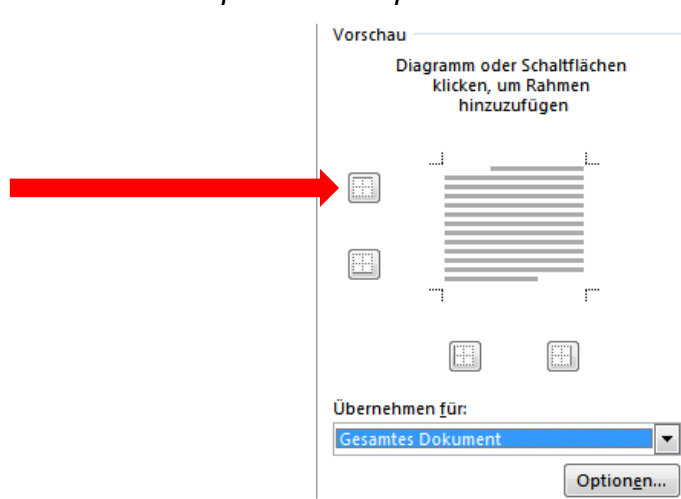 Vorschau
Diagramm oder Schaltflächen
klicken, um Rahmen
hinzuzufügen
Übernehmen für:
Gesamtes Dokument
Optionen...